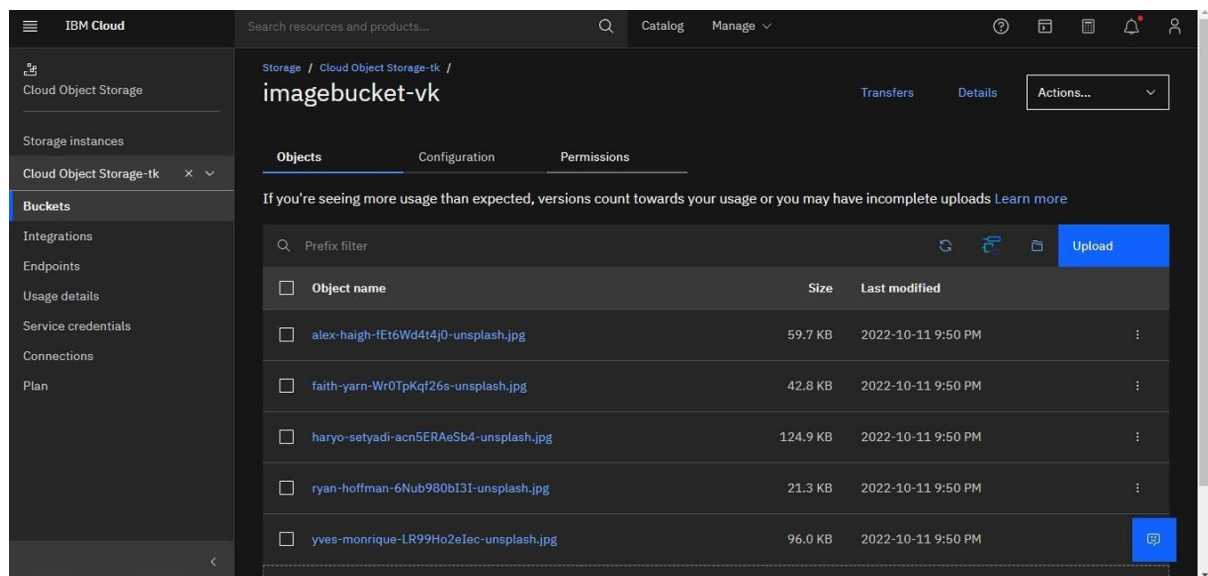 IBM Cloud
Search resources and products...
Catalog
Manage
Cloud Object Storage
Storage instances
Cloud Object Storage-tk
Buckets
Integrations
Endpoints
Usage details
Service credentials
Connections
Plan
Storage / Cloud Object Storage-tk /
imagebucket-vk
Transfers
Details
Actions...
Objects
Configuration
Permissions
If you're seeing more usage than expected, versions count towards your usage or you may have incomplete uploads Learn more
Prefix filter
Upload
Object name Size Last modified
alex-haigh-fEt6Wd4t4j0-unsplash.jpg 59.7 KB 2022-10-11 9:50 PM
faith-yarn-Wr0TpKqf26s-unsplash.jpg 42.8 KB 2022-10-11 9:50 PM
haryo-setyadi-acn5ERAeSb4-unsplash.jpg 124.9 KB 2022-10-11 9:50 PM
ryan-hoffman-6Nub980bI3I-unsplash.jpg 21.3 KB 2022-10-11 9:50 PM
yves-monrique-LR99Ho2eIec-unsplash.jpg 96.0 KB 2022-10-11 9:50 PM